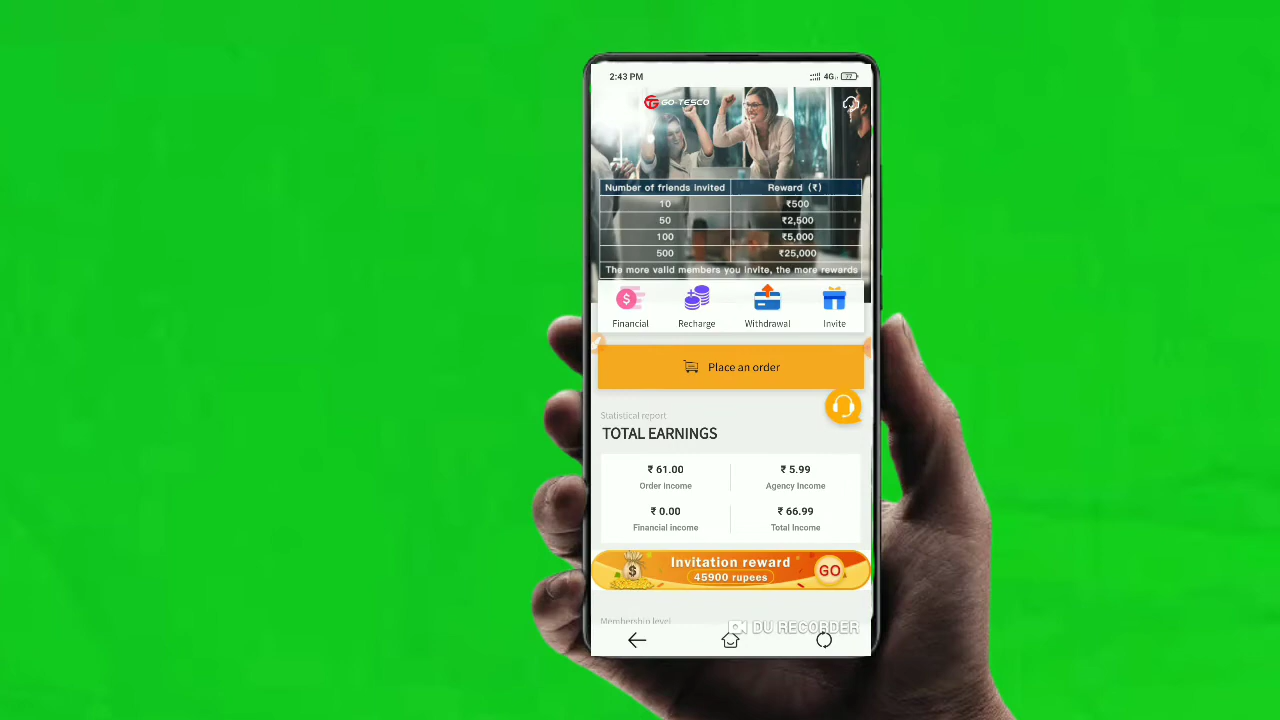 2:43 PM 4G 77
GO-TESCO
Number of friends invited Reward (₹)
10 ₹500
50 ₹2,500
100 ₹5,000
500 ₹25,000
The more valid members you invite, the more rewards
Financial Recharge Withdrawal Invite
Place an order
Statistical report
TOTAL EARNINGS
₹ 61.00 ₹ 5.99
Order Income Agency Income
₹ 0.00 ₹ 66.99
Financial income Total Income
Invitation reward
45900 rupees
GO
Membership level
DU RECORDER